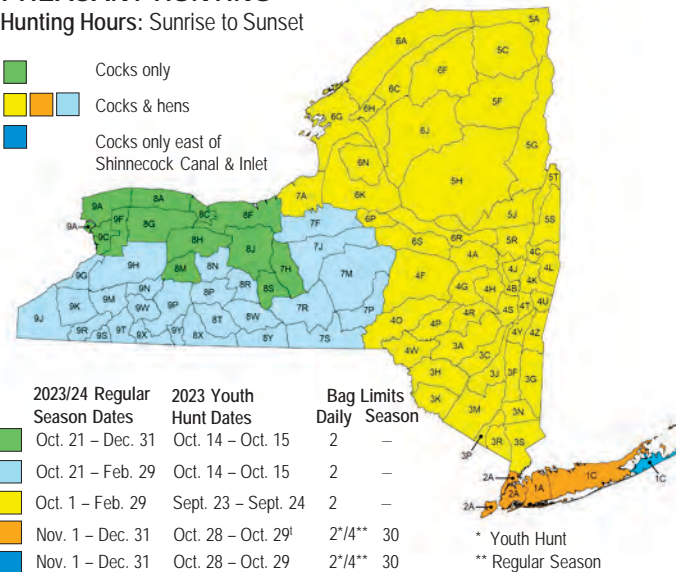 Hunting Hours: Sunrise to Sunset
Cocks only
Cocks & hens
Cocks only east of
Shinnecock Canal & Inlet
5A
6A
5C
6F
6C
5F
6H
6G
6J
5G
6N
5H
5T
7A
6K
9A
8A
8C
8F
9F
8G
9A
9C
7F
6P
5J
5S
8H
8J
7J
6S
6R
5R
4A
4C
9G
9H
8M
8N
7H
7M
4F
4J
4L
9M
9N
8P
8R
8S
4G
4H
4B
4K
9J
9K
9W
9P
7R
7P
4R
4S
4T
4U
9R
9S
9T
9X
9Y
8T
8X
8W
8Y
7S
4O
4P
4Y
4Z
4W
3A
3C
3H
3J
3F
3G
3K
3M
3N
3P
3R
3S
2A
2A
2A
1A
1C
1C
2023/24 Regular 2023 Youth Bag Limits
Season Dates Hunt Dates Daily Season
Oct. 21 – Dec. 31 Oct. 14 – Oct. 15 2 –
Oct. 21 – Feb. 29 Oct. 14 – Oct. 15 2 –
Oct. 1 – Feb. 29 Sept. 23 – Sept. 24 2 –
Nov. 1 – Dec. 31 Oct. 28 – Oct. 29ᵗ 2*/4** 30
Nov. 1 – Dec. 31 Oct. 28 – Oct. 29 2*/4** 30
* Youth Hunt
** Regular Season